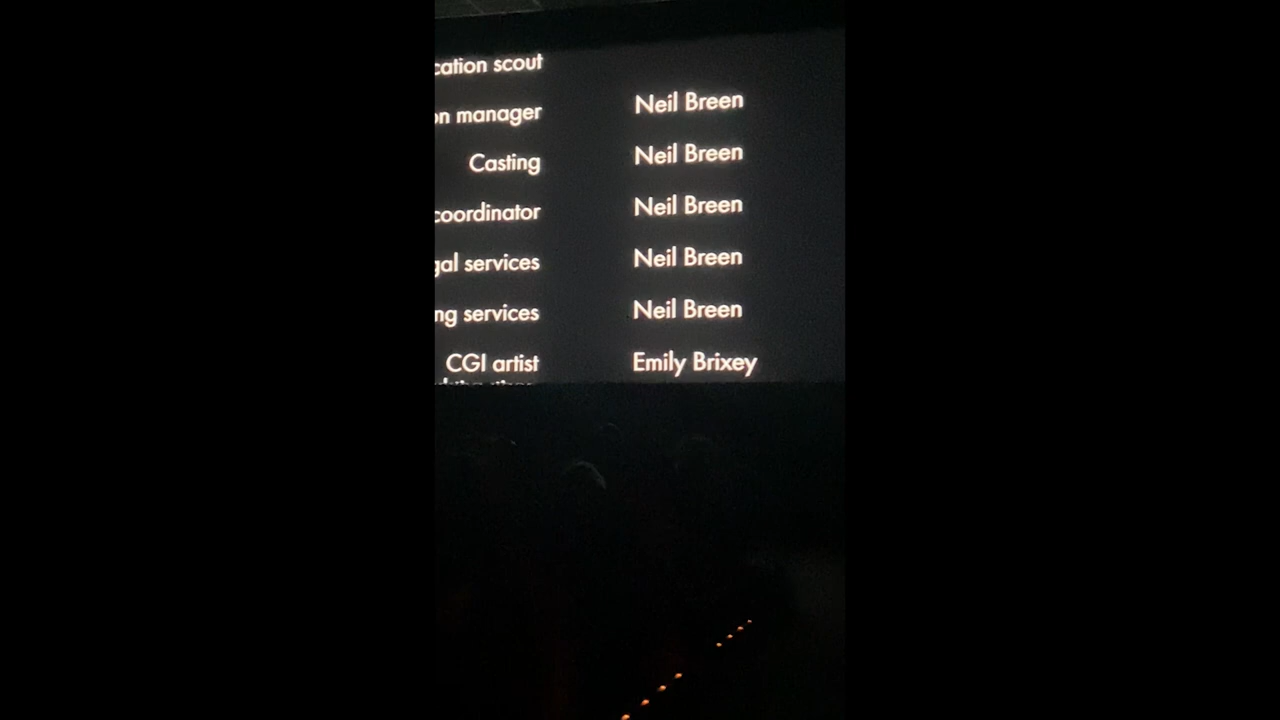 cation scout
on manager Neil Breen
Casting Neil Breen
coordinator Neil Breen
gal services Neil Breen
ng services Neil Breen
CGI artist Emily Brixey